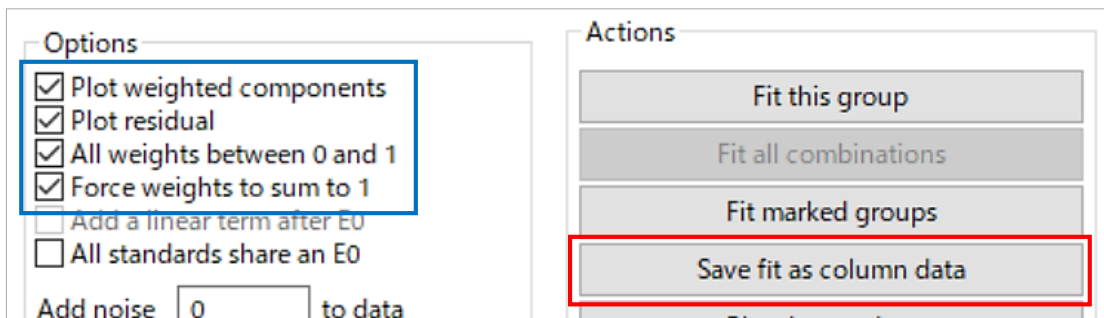 Options
Plot weighted components
Plot residual
All weights between 0 and 1
Force weights to sum to 1
Add a linear term after E0
All standards share an E0
Add noise 0 to data
Actions
Fit this group
Fit all combinations
Fit marked groups
Save fit as column data